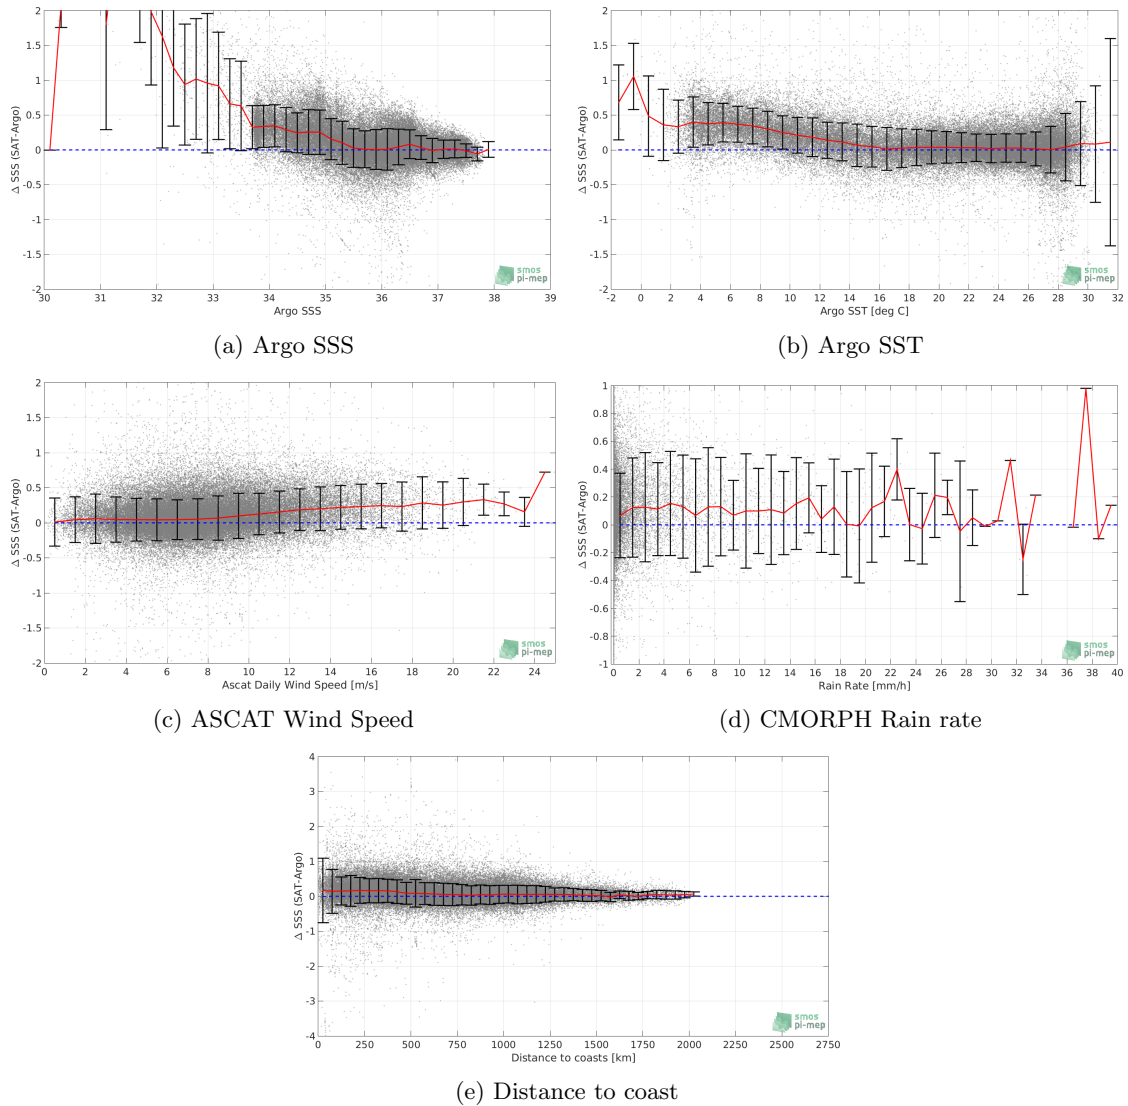 2
1.5
1
0.5
0
-0.5
-1
-1.5
-2
Δ SSS (SAT-Argo)
30 31 32 33 34 35 36 37 38 39
Argo SSS
smos
pi-mep
(a) Argo SSS
2
1.5
1
0.5
0
-0.5
-1
-1.5
-2
Δ SSS (SAT-Argo)
-2 0 2 4 6 8 10 12 14 16 18 20 22 24 26 28 30 32
Argo SST [deg C]
smos
pi-mep
(b) Argo SST
2
1.5
1
0.5
0
-0.5
-1
-1.5
-2
Δ SSS (SAT-Argo)
0 2 4 6 8 10 12 14 16 18 20 22 24
Ascat Daily Wind Speed [m/s]
smos
pi-mep
(c) ASCAT Wind Speed
1
0.8
0.6
0.4
0.2
0
-0.2
-0.4
-0.6
-0.8
-1
Δ SSS (SAT-Argo)
0 2 4 6 8 10 12 14 16 18 20 22 24 26 28 30 32 34 36 38 40
Rain Rate [mm/h]
smos
pi-mep
(d) CMORPH Rain rate
4
3
2
1
0
-1
-2
-3
-4
Δ SSS (SAT-Argo)
0 250 500 750 1000 1250 1500 1750 2000 2250 2500 2750
Distance to coasts [km]
smos
pi-mep
(e) Distance to coast